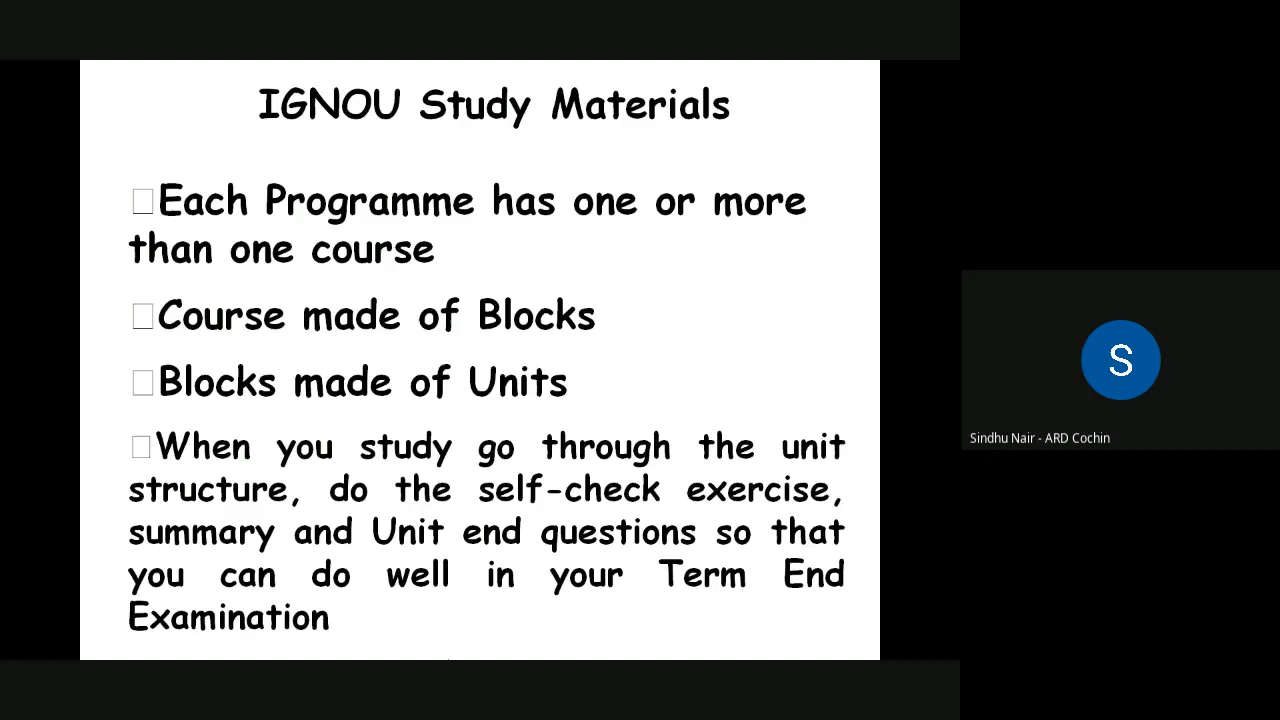 IGNOU Study Materials
Each Programme has one or more
than one course
Course made of Blocks
Blocks made of Units
When you study go through the unit
structure, do the self-check exercise,
summary and Unit end questions so that
you can do well in your Term End
Examination
S
Sindhu Nair - ARD Cochin